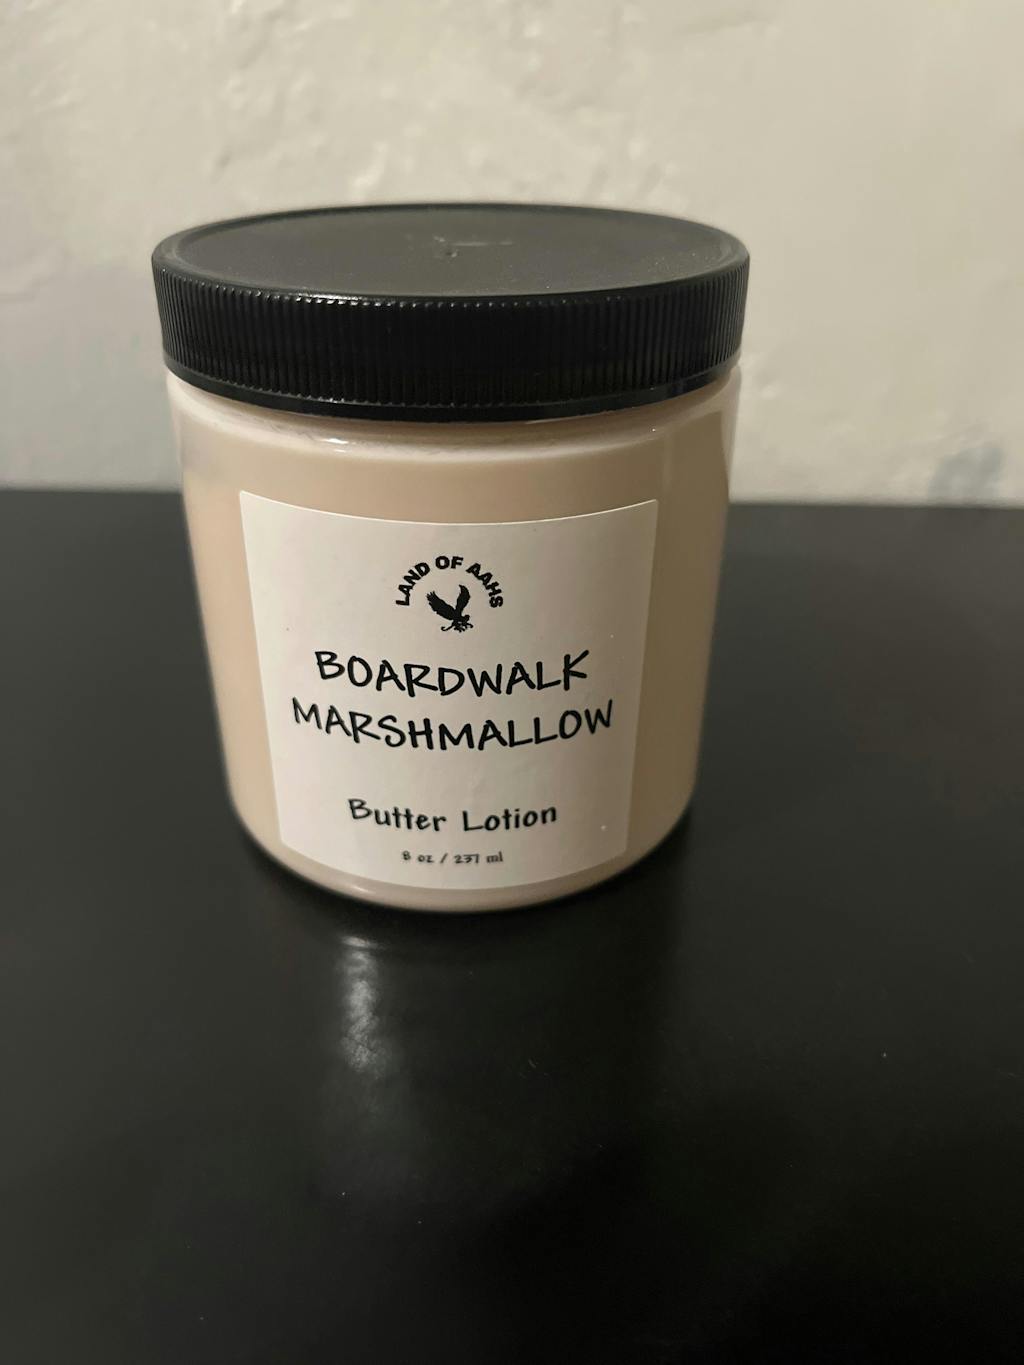 LAND OF AAHS
BOARDWALK
MARSHMALLOW
Butter Lotion
8 oz / 237 ml